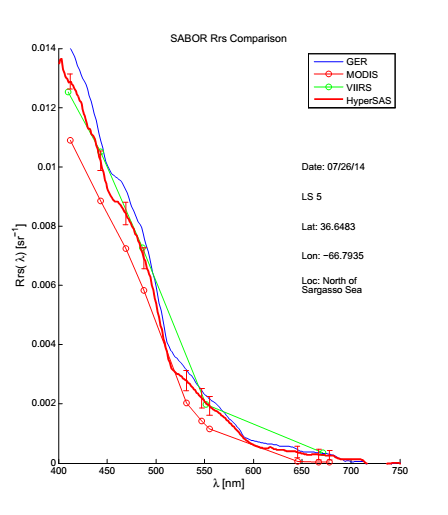 SABOR Rrs Comparison
0.014
0.012
0.01
0.008
0.006
0.004
0.002
0
Rrs( λ) [sr⁻¹]
400
450
500
550
600
650
700
750
λ [nm]
GER
MODIS
VIIRS
HyperSAS
Date: 07/26/14
LS 5
Lat: 36.6483
Lon: −66.7935
Loc: North of
Sargasso Sea